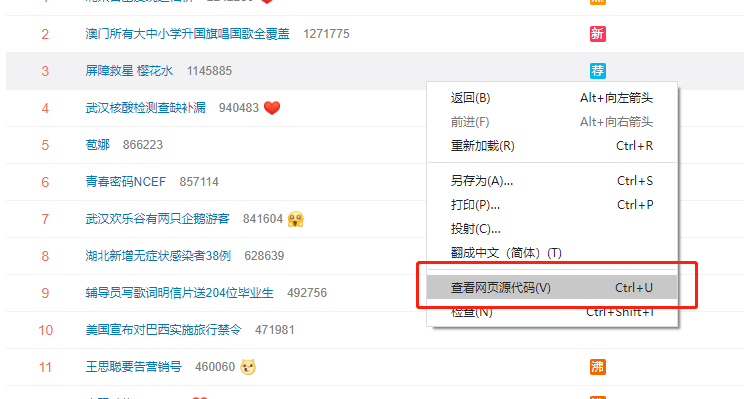 2 澳门所有大中小学升国旗唱国歌全覆盖 1271775 新
3 屏障救星 樱花水 1145885 荐
返回(B) Alt+向左箭头
4 武汉核酸检测查缺补漏 940483
前进(F) Alt+向右箭头
5 苞娜 866223
重新加载(R) Ctrl+R
6 青春密码NCEF 857114
另存为(A)... Ctrl+S
打印(P)... Ctrl+P
7 武汉欢乐谷有两只企鹅游客 841604
投射(C)...
翻成中文（简体）(T)
8 湖北新增无症状感染者38例 628639
查看网页源代码(V) Ctrl+U
9 辅导员写歌词明信片送204位毕业生 492756
检查(N) Ctrl+Shift+I
10 美国宣布对巴西实施旅行禁令 471981
11 王思聪要告营销号 460060 沸